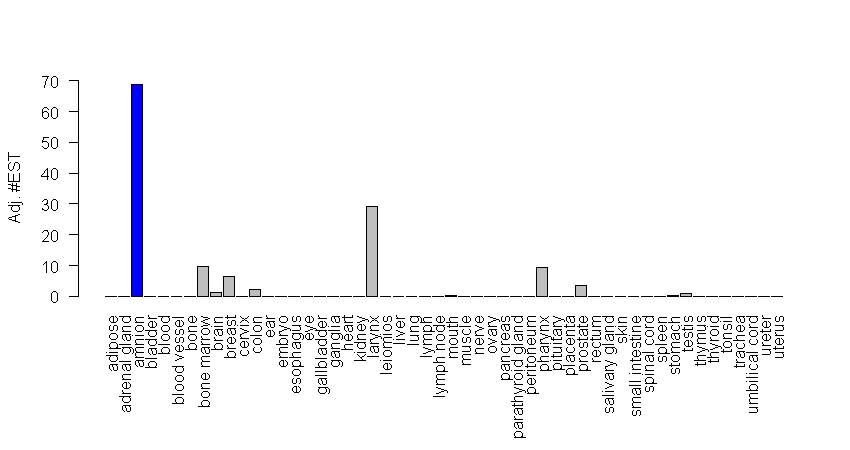 Adj. #EST
70
60
50
40
30
20
10
0
adipose
adrenal gland
amnion
bladder
blood
blood vessel
bone
bone marrow
brain
breast
cervix
colon
ear
embryo
esophagus
eye
gallbladder
ganglia
heart
kidney
larynx
leiomios
liver
lung
lymph
lymph node
mouth
muscle
nerve
ovary
pancreas
parathyroid gland
peritoneum
pharynx
pituitary
placenta
prostate
rectum
salivary gland
skin
small intestine
spinal cord
spleen
stomach
testis
thymus
thyroid
tonsil
trachea
umbilical cord
ureter
uterus